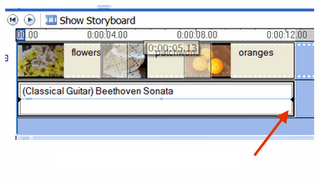 Show Storyboard
00.00 0:00:04.00 0:00:08.00 0:00:12.00
0:00:05.13
flowers oranges
(Classical Guitar) Beethoven Sonata